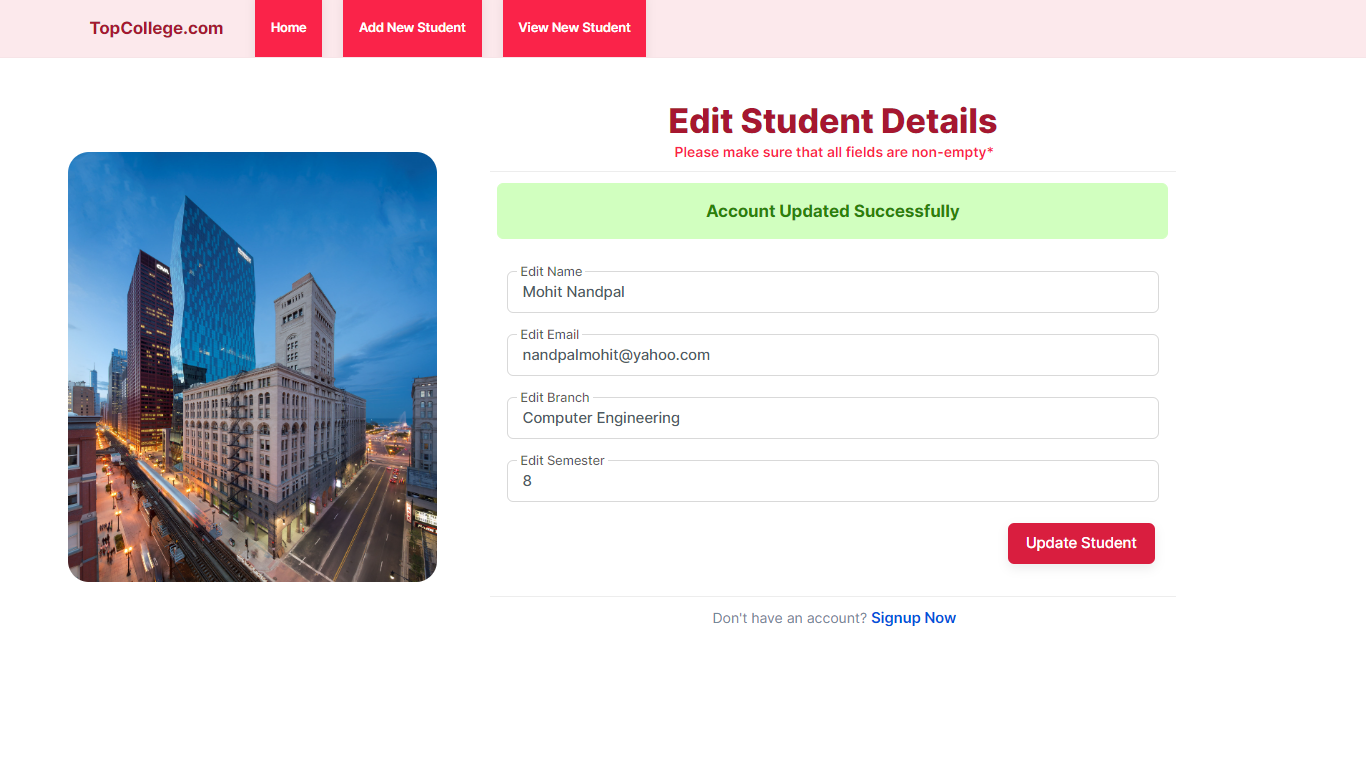 TopCollege.com Home Add New Student View New Student
Edit Student Details
Please make sure that all fields are non-empty*
Account Updated Successfully
Edit Name
Mohit Nandpal
Edit Email
nandpalmohit@yahoo.com
Edit Branch
Computer Engineering
Edit Semester
8
Update Student
Don't have an account? Signup Now